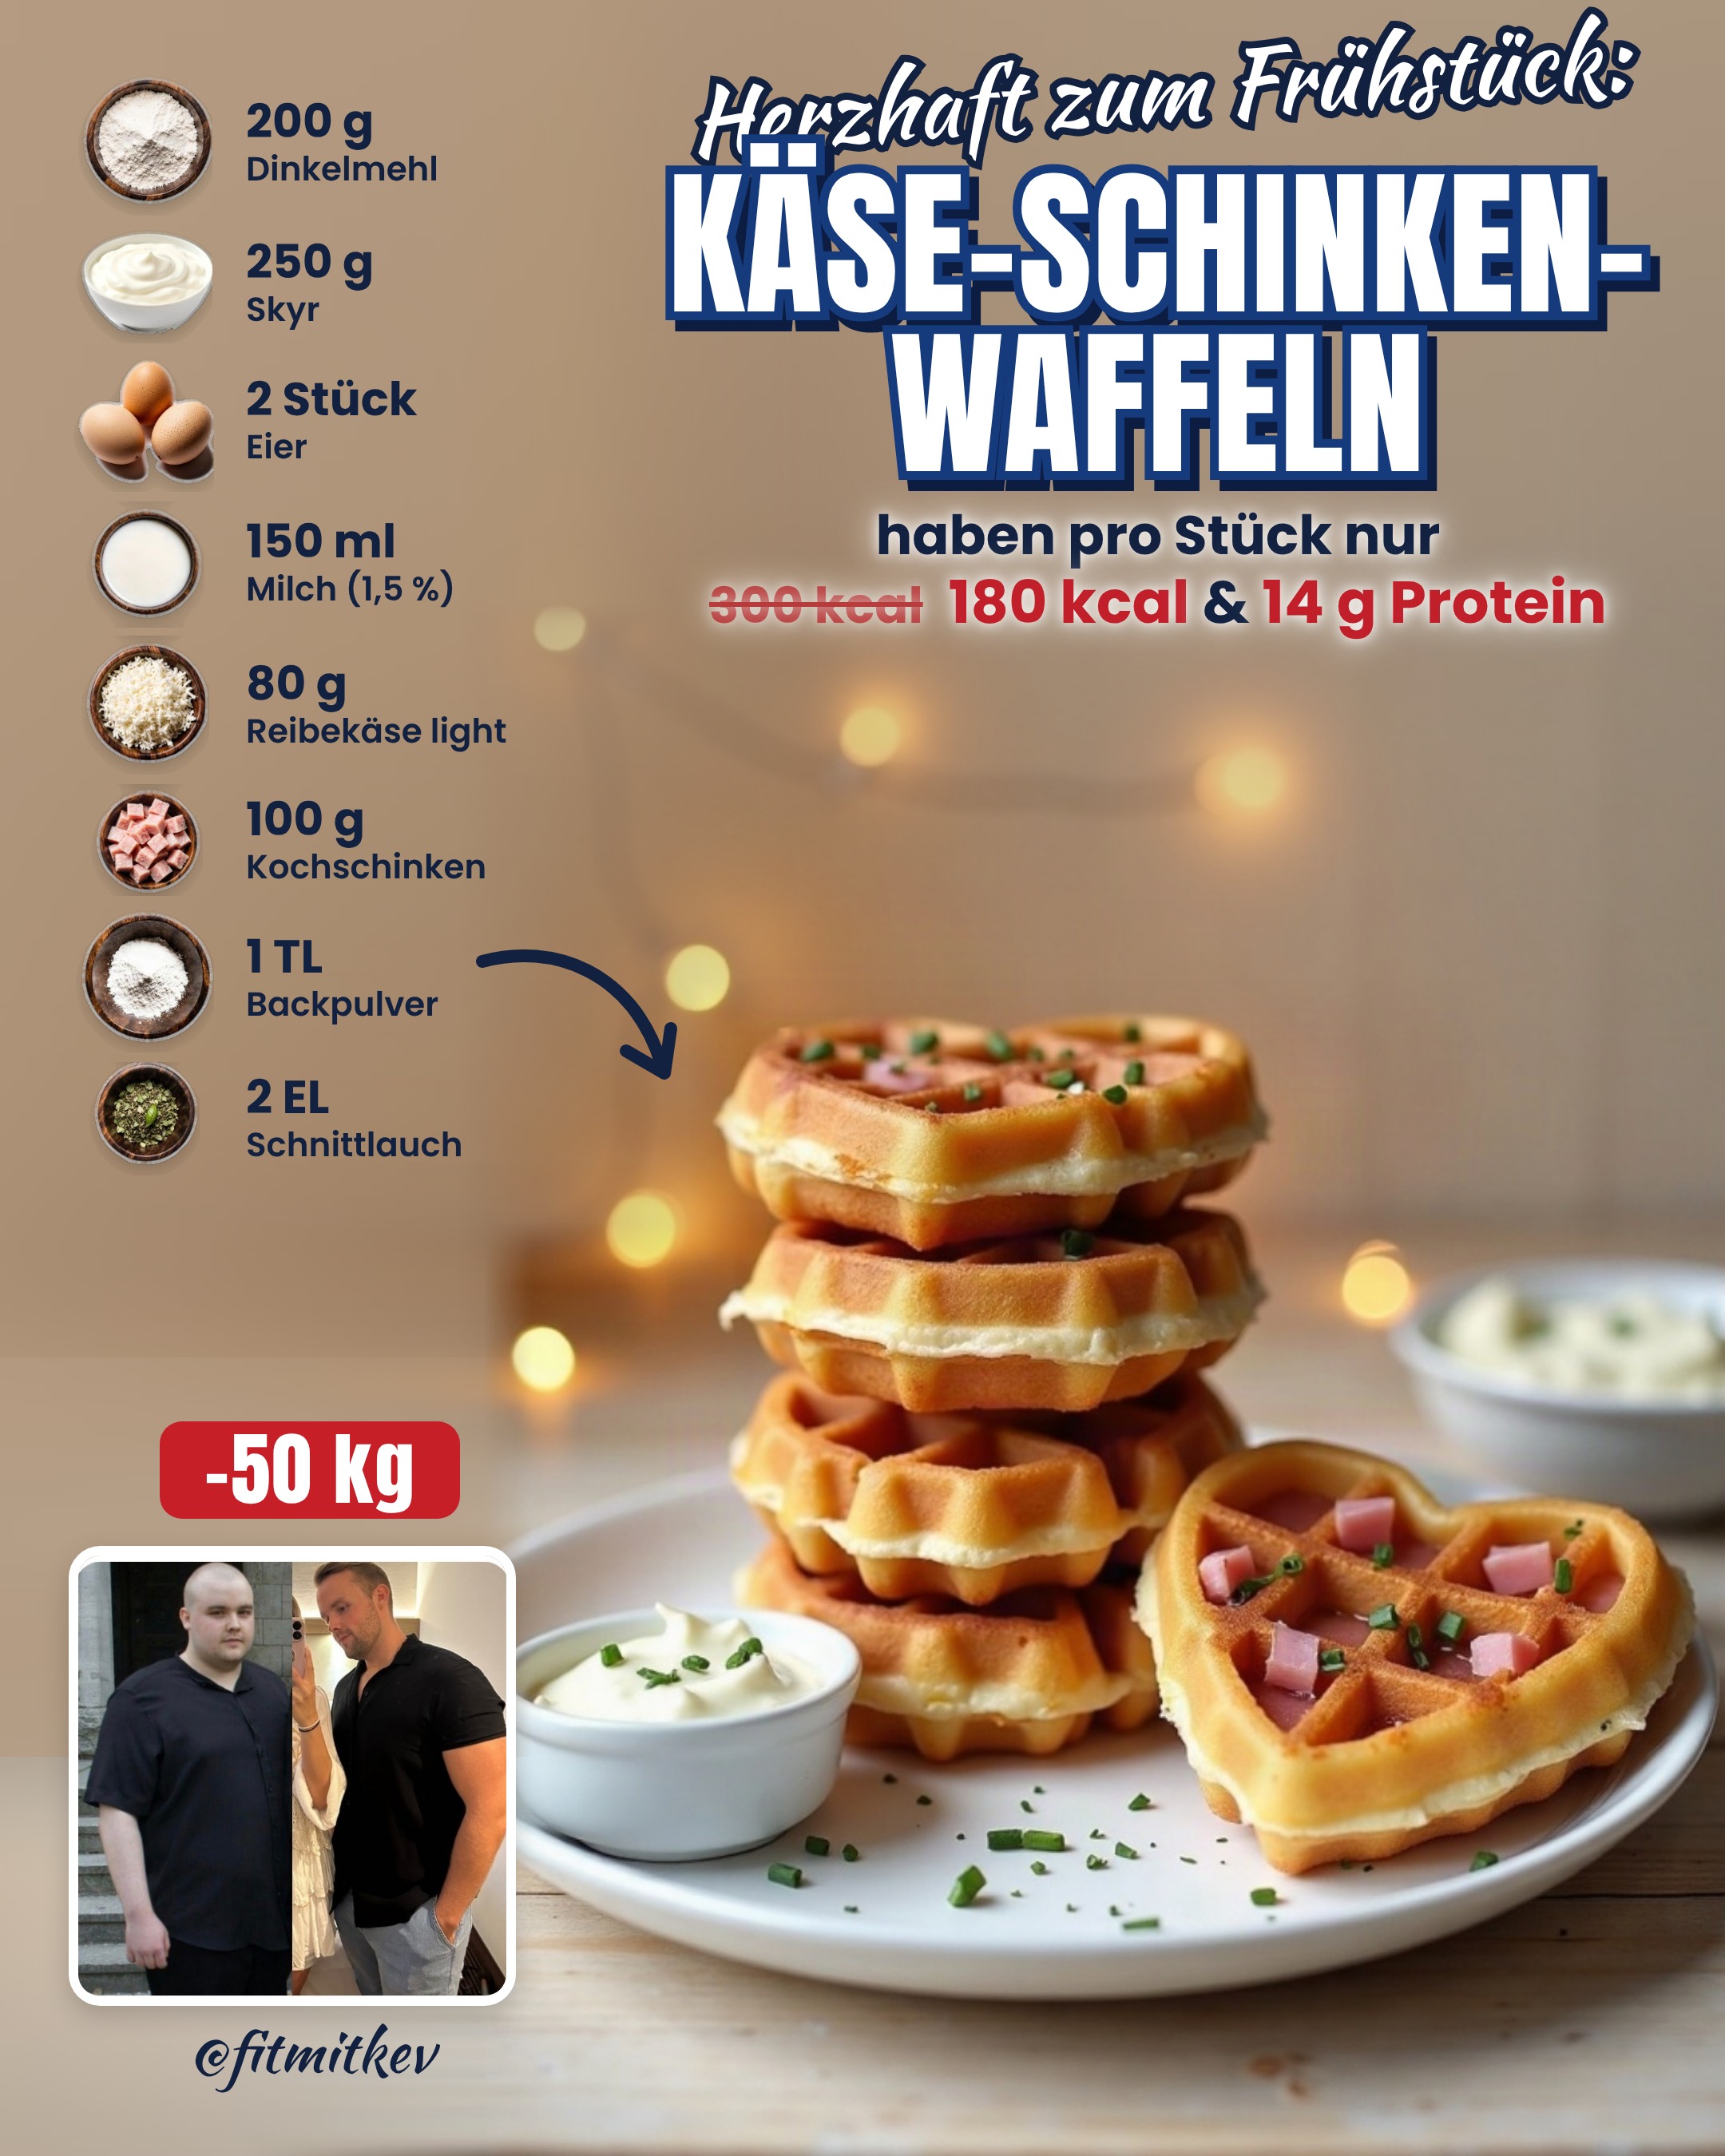 Herzhaft zum Frühstück:
KÄSE-SCHINKEN-
WAFFELN
haben pro Stück nur
300 kcal 180 kcal & 14 g Protein
200 g
Dinkelmehl
250 g
Skyr
2 Stück
Eier
150 ml
Milch (1,5 %)
80 g
Reibekäse light
100 g
Kochschinken
1 TL
Backpulver
2 EL
Schnittlauch
-50 kg
@fitmitkev